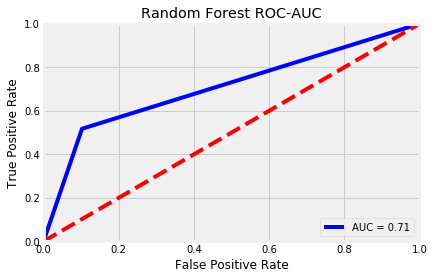 Random Forest ROC-AUC
True Positive Rate
1.0
0.8
0.6
0.4
0.2
0.0
AUC = 0.71
0.0 0.2 0.4 0.6 0.8 1.0
False Positive Rate